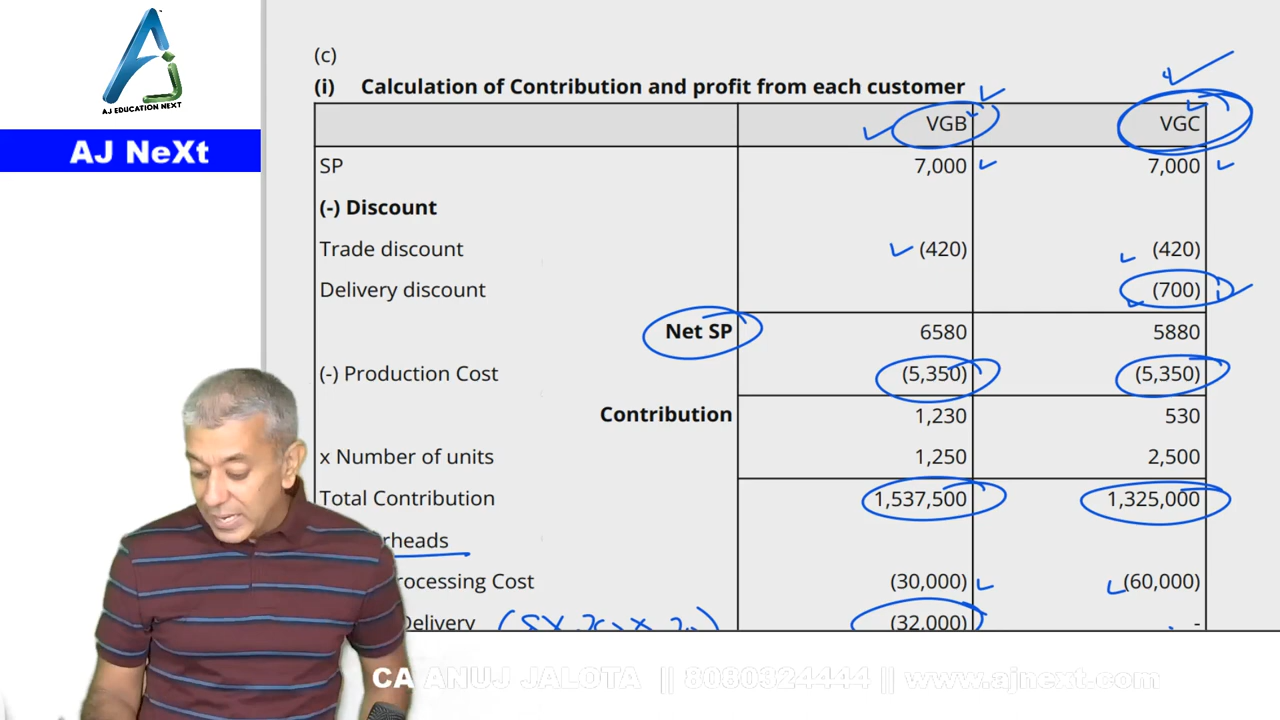 AJ EDUCATION NEXT
AJ NeXt
(c)
(i) Calculation of Contribution and profit from each customer
VGB VGC
SP 7,000 7,000
(-) Discount
Trade discount (420) (420)
Delivery discount (700)
Net SP 6580 5880
(-) Production Cost (5,350) (5,350)
Contribution 1,230 530
x Number of units 1,250 2,500
Total Contribution 1,537,500 1,325,000
rheads
rocessing Cost (30,000) (60,000)
Delivery (32,000) -
CA ANUJ JALOTA || 8080324444 || www.ajnext.com